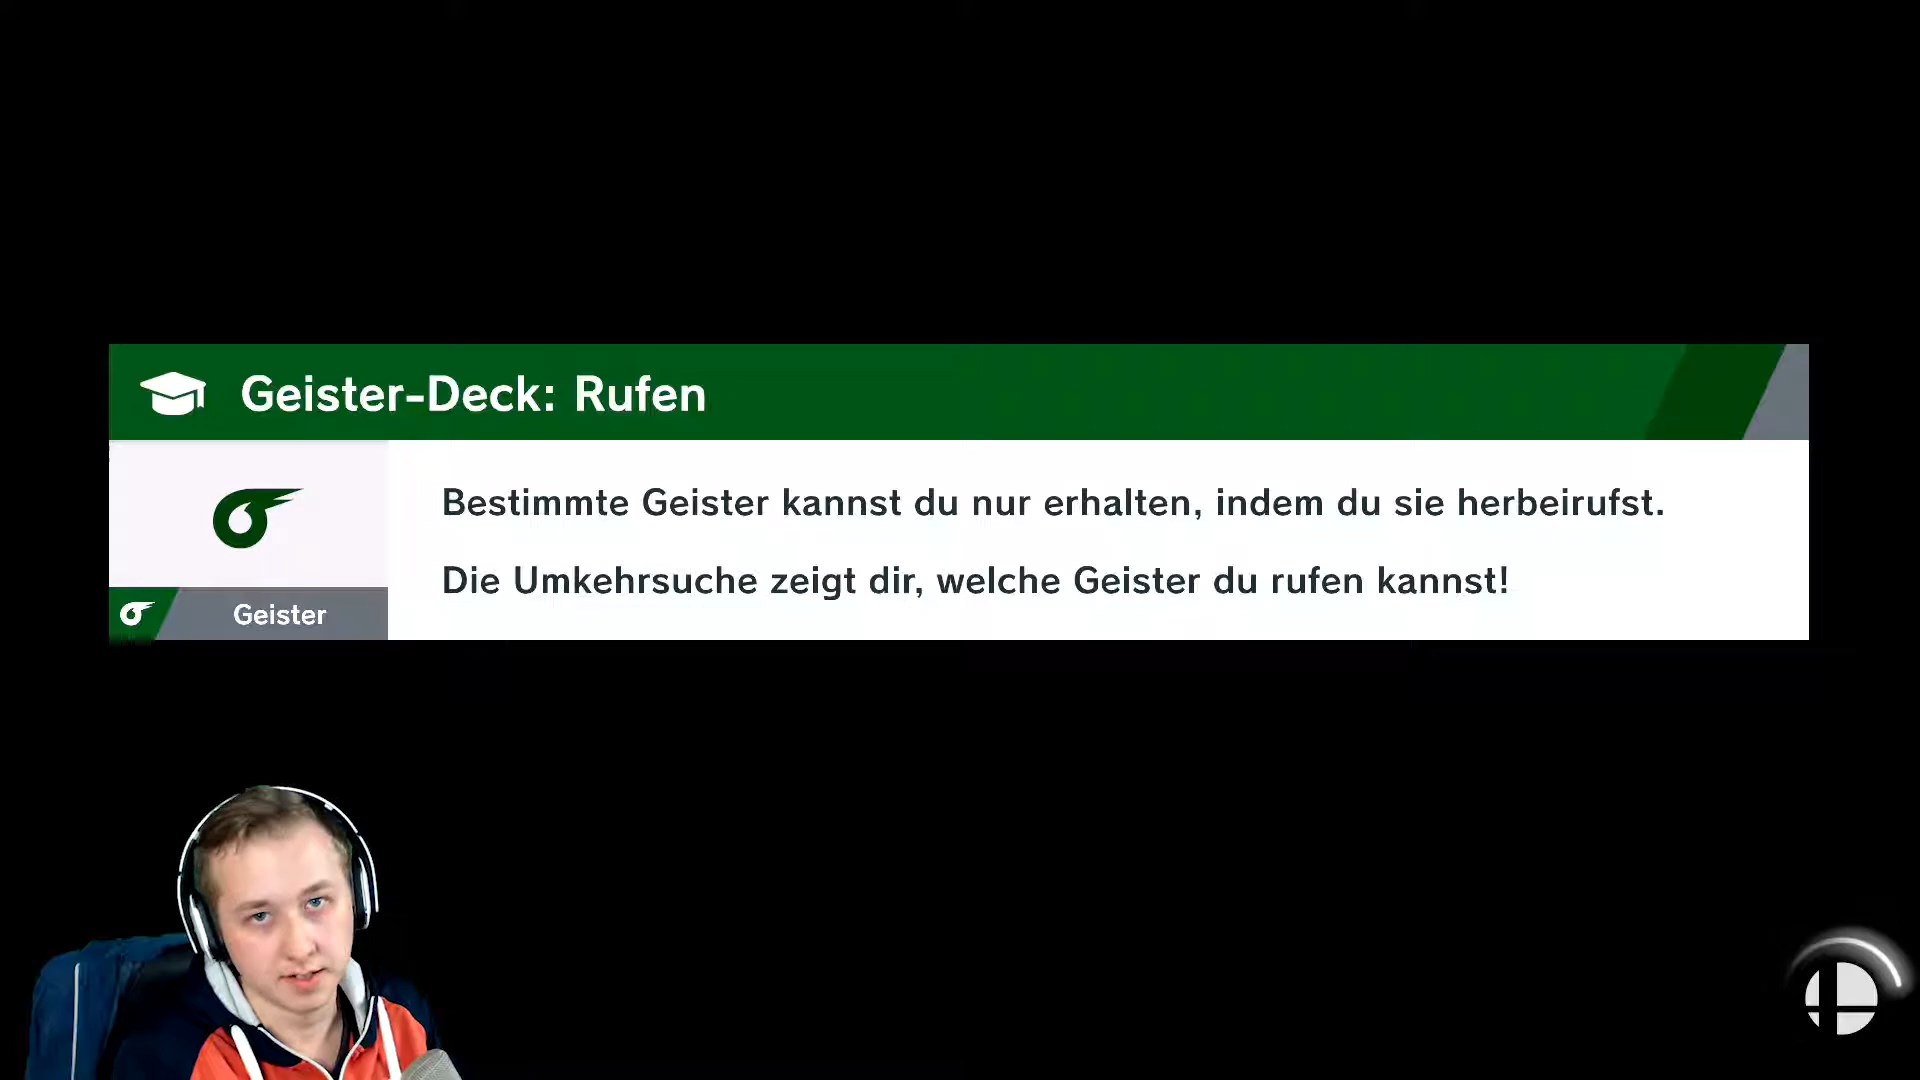 Geister-Deck: Rufen
Bestimmte Geister kannst du nur erhalten, indem du sie herbeirufst.
Die Umkehrsuche zeigt dir, welche Geister du rufen kannst!
Geister